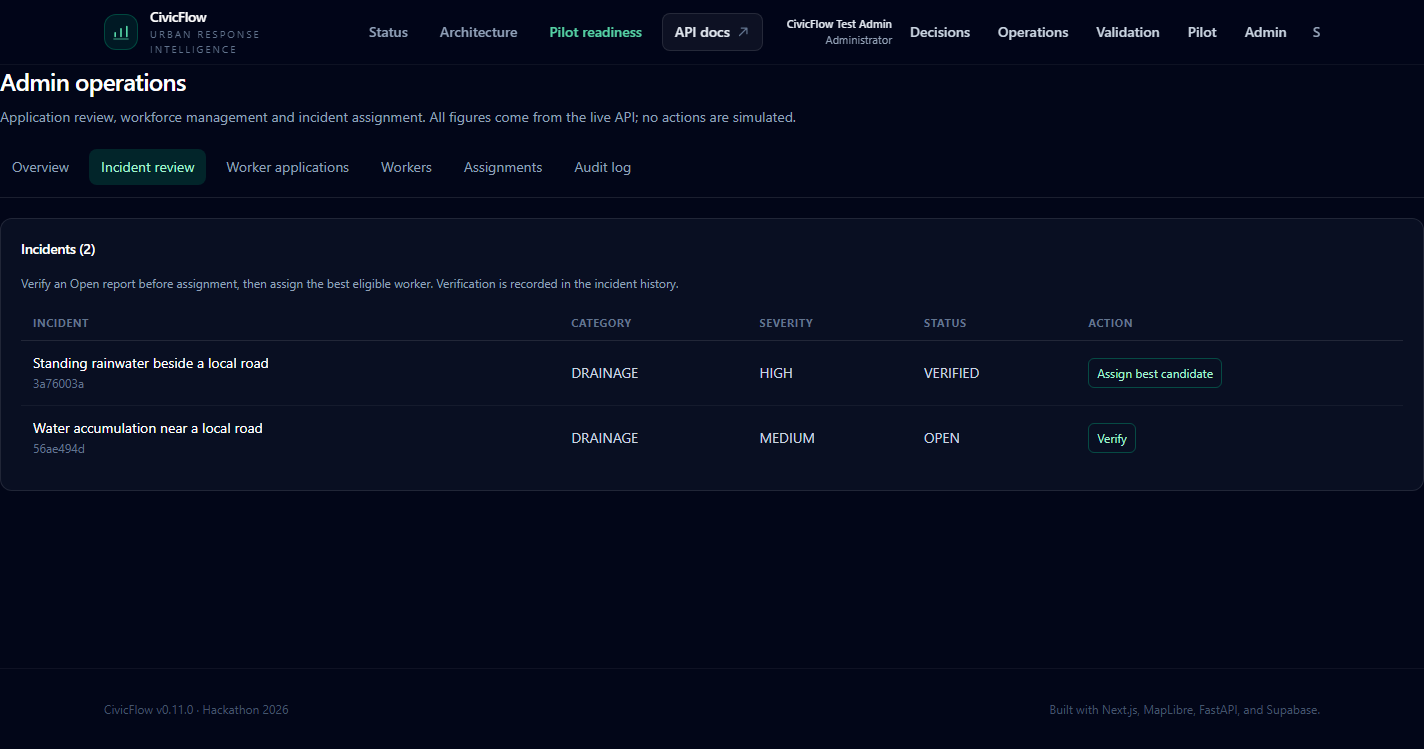 CivicFlow
URBAN RESPONSE
INTELLIGENCE
Status
Architecture
Pilot readiness
API docs ↗
CivicFlow Test Admin
Administrator
Decisions
Operations
Validation
Pilot
Admin
S
Admin operations
Application review, workforce management and incident assignment. All figures come from the live API; no actions are simulated.
Overview
Incident review
Worker applications
Workers
Assignments
Audit log
Incidents (2)
Verify an Open report before assignment, then assign the best eligible worker. Verification is recorded in the incident history.
INCIDENT CATEGORY SEVERITY STATUS ACTION
Standing rainwater beside a local road
3a76003a
DRAINAGE HIGH VERIFIED Assign best candidate
Water accumulation near a local road
56ae494d
DRAINAGE MEDIUM OPEN Verify
CivicFlow v0.11.0 · Hackathon 2026
Built with Next.js, MapLibre, FastAPI, and Supabase.